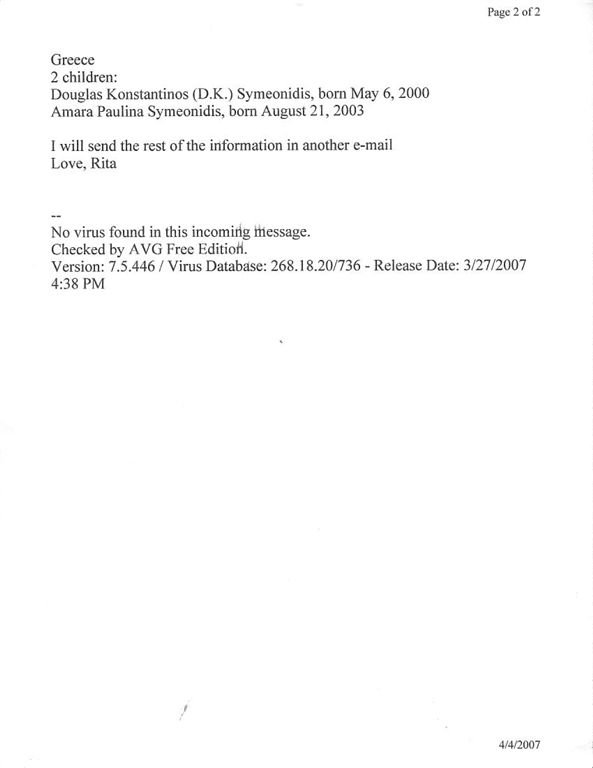 Page 2 of 2
Greece
2 children:
Douglas Konstantinos (D.K.) Symeonidis, born May 6, 2000
Amara Paulina Symeonidis, born August 21, 2003
I will send the rest of the information in another e-mail
Love, Rita
--
No virus found in this incoming message.
Checked by AVG Free Edition.
Version: 7.5.446 / Virus Database: 268.18.20/736 - Release Date: 3/27/2007
4:38 PM
4/4/2007